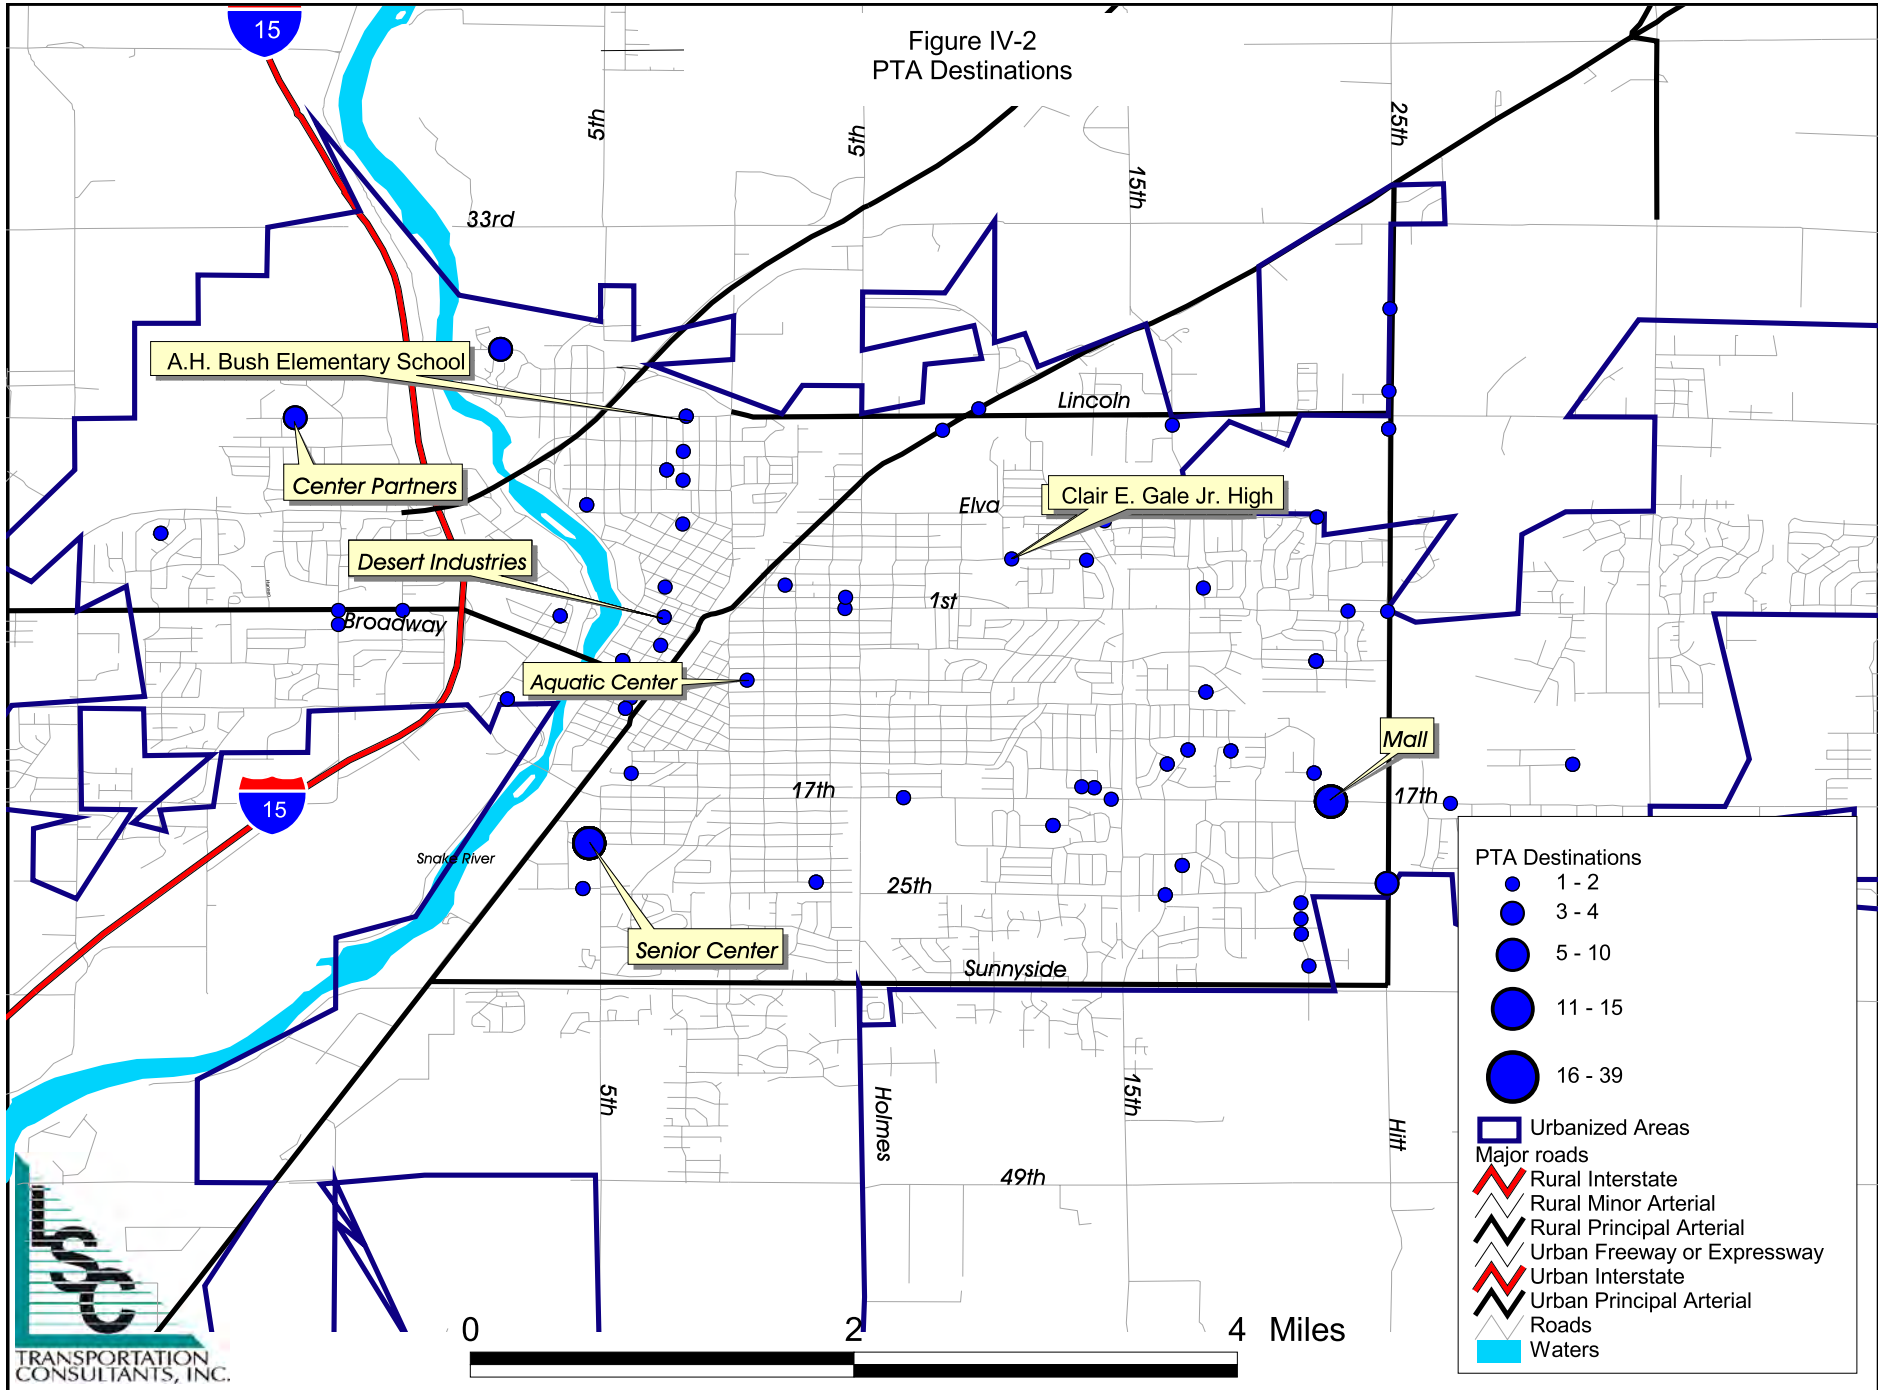 15
Figure IV-2
PTA Destinations
5th
5th
15th
25th
33rd
A.H. Bush Elementary School
Lincoln
Center Partners
Elva
Clair E. Gale Jr. High
Desert Industries
1st
Broadway
Aquatic Center
Mall
17th
17th
15
Snake River
25th
Senior Center
Sunnyside
5th
Holmes
15th
Hitt
49th
PTA Destinations
1 - 2
3 - 4
5 - 10
11 - 15
16 - 39
Urbanized Areas
Major roads
Rural Interstate
Rural Minor Arterial
Rural Principal Arterial
Urban Freeway or Expressway
Urban Interstate
Urban Principal Arterial
Roads
Waters
0 2 4 Miles
LSC
TRANSPORTATION
CONSULTANTS, INC.